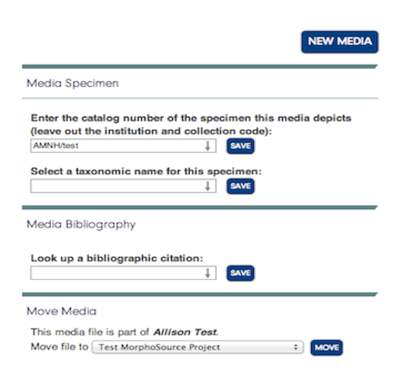 NEW MEDIA
Media Specimen
Enter the catalog number of the specimen this media depicts
(leave out the institution and collection code):
AMNH/test
SAVE
Select a taxonomic name for this specimen:
SAVE
Media Bibliography
Look up a bibliographic citation:
SAVE
Move Media
This media file is part of Allison Test.
Move file to Test MorphoSource Project MOVE